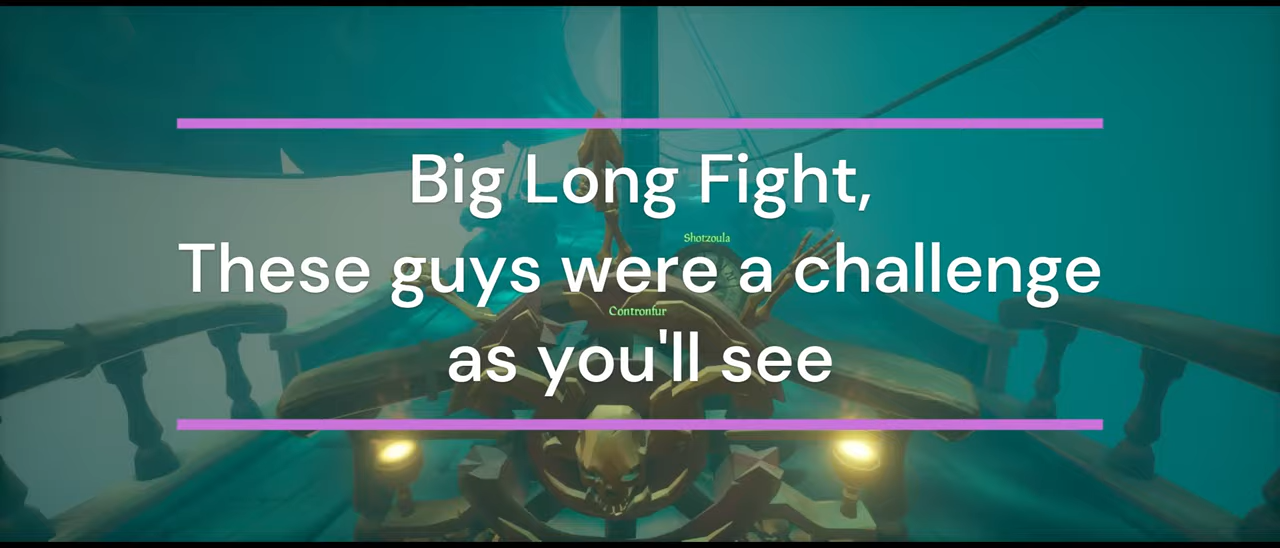 Big Long Fight,
Shotzoula
These guys were a challenge
Contronfur
as you'll see